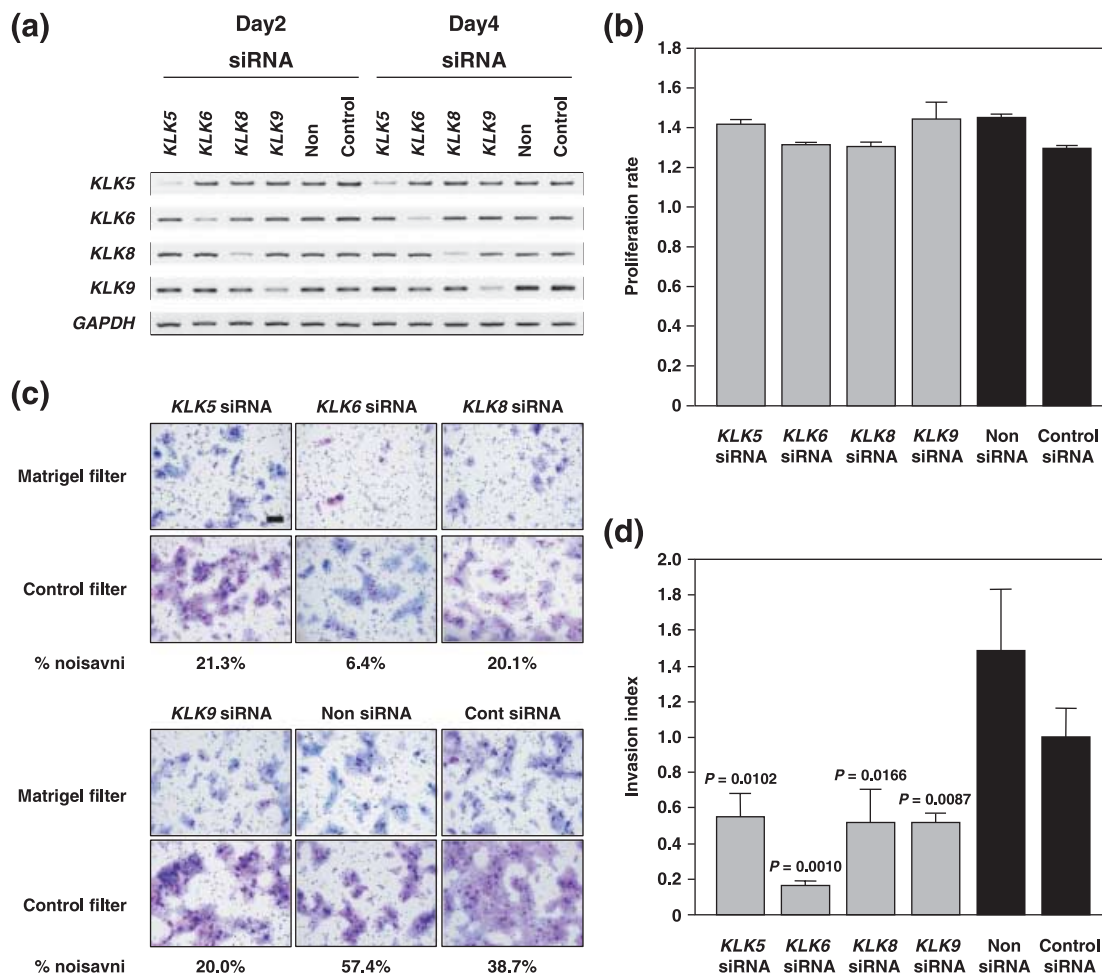 (a)
Day2 Day4
siRNA siRNA
KLK5 KLK6 KLK8 KLK9 Non Control KLK5 KLK6 KLK8 KLK9 Non Control
KLK5
KLK6
KLK8
KLK9
GAPDH
(b)
1.8
1.6
1.4
1.2
1.0
0.8
0.6
0.4
0.2
0
Proliferation rate
KLK5 KLK6 KLK8 KLK9 Non Control
siRNA siRNA siRNA siRNA siRNA siRNA
(c)
KLK5 siRNA KLK6 siRNA KLK8 siRNA
Matrigel filter
Control filter
% noisavni 21.3% 6.4% 20.1%
KLK9 siRNA Non siRNA Cont siRNA
Matrigel filter
Control filter
% noisavni 20.0% 57.4% 38.7%
(d)
2.0
1.8
1.6
1.4
1.2
1.0
0.8
0.6
0.4
0.2
0
Invasion index
P = 0.0102
P = 0.0010
P = 0.0166
P = 0.0087
KLK5 KLK6 KLK8 KLK9 Non Control
siRNA siRNA siRNA siRNA siRNA siRNA